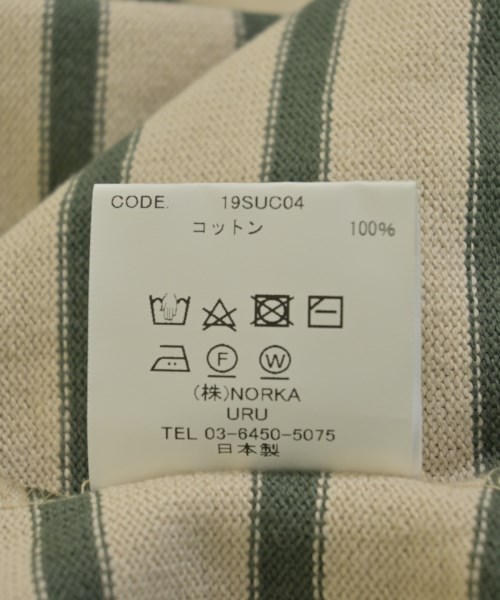 CODE. 19SUC04
コットン 100%
F W
(株)NORKA
URU
TEL 03-6450-5075
日本製